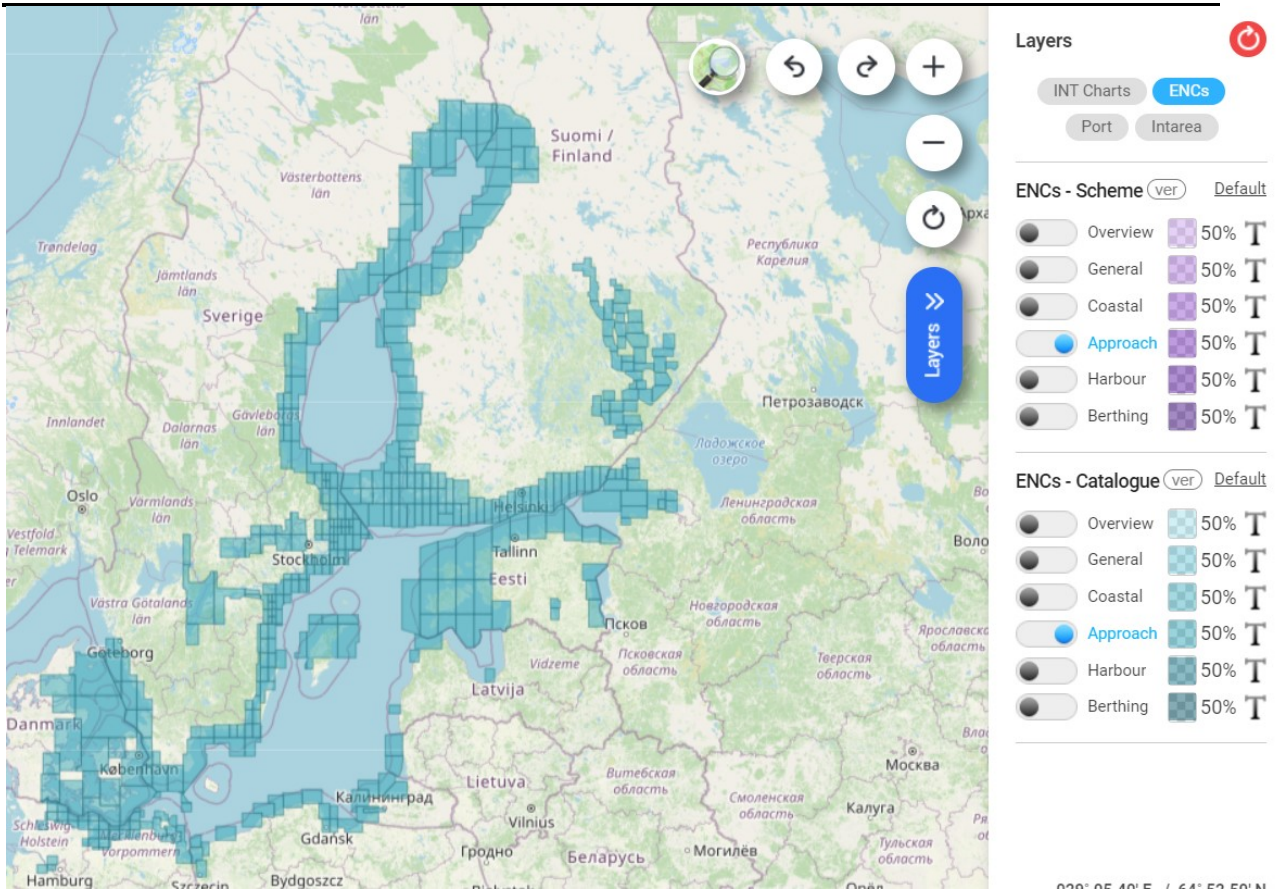 län
Suomi /
Finland
Västerbottens
län
Trøndelag
Jämtlands
län
Sverige
Республика
Карелия
Петрозаводск
Innlandet
Dalarnas
län
Gävleborgs
län
Ладожское
озеро
Oslo
Värmlands
län
Helsinki
Ленинградская
область
Vestfold
Telemark
Stockholm
Tallinn
Eesti
Västra Götalands
län
Новгородская
область
Göteborg
Псков
Псковская
область
Тверская
область
Ярославска
область
Vidzeme
Latvija
Danmark
København
Москва
Lietuva
Витебская
область
Калининград
Смоленская
область
Калуга
Schleswig-
Holstein
Mecklenburg-
Vorpommern
Vilnius
Gdańsk
Гродно
Беларусь
Могилёв
Тульская
область
Hamburg
Szczecin
Bydgoszcz
Layers
Layers
INT Charts
ENCs
Port
Intarea
ENCs - Scheme ver Default
Overview 50% T
General 50% T
Coastal 50% T
Approach 50% T
Harbour 50% T
Berthing 50% T
ENCs - Catalogue ver Default
Overview 50% T
General 50% T
Coastal 50% T
Approach 50% T
Harbour 50% T
Berthing 50% T